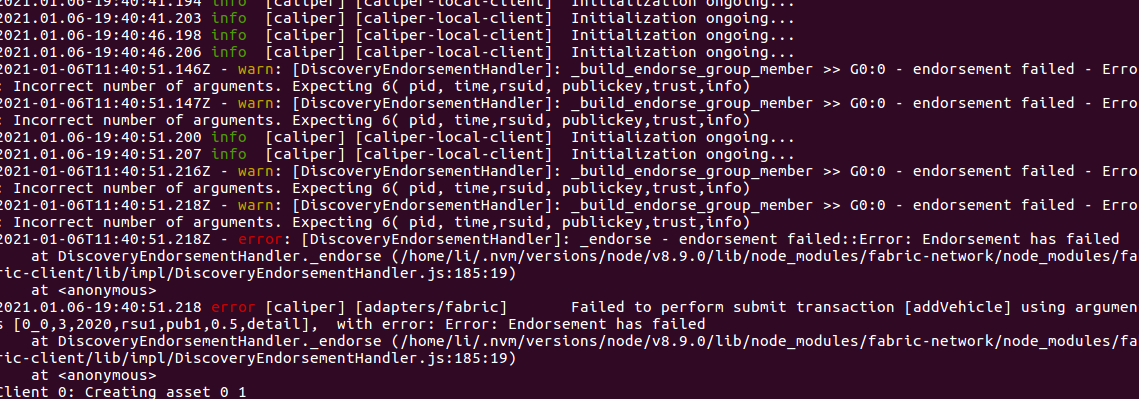 2021.01.06-19:40:41.194 info  [caliper] [caliper-local-client]  Initialization ongoing...
2021.01.06-19:40:41.203 info  [caliper] [caliper-local-client]  Initialization ongoing...
2021.01.06-19:40:46.198 info  [caliper] [caliper-local-client]  Initialization ongoing...
2021.01.06-19:40:46.206 info  [caliper] [caliper-local-client]  Initialization ongoing...
2021-01-06T11:40:51.146Z - warn: [DiscoveryEndorsementHandler]: _build_endorse_group_member >> G0:0 - endorsement failed - Erro
: Incorrect number of arguments. Expecting 6( pid, time,rsuid, publickey,trust,info)
2021-01-06T11:40:51.147Z - warn: [DiscoveryEndorsementHandler]: _build_endorse_group_member >> G0:0 - endorsement failed - Erro
: Incorrect number of arguments. Expecting 6( pid, time,rsuid, publickey,trust,info)
2021.01.06-19:40:51.200 info  [caliper] [caliper-local-client]  Initialization ongoing...
2021.01.06-19:40:51.207 info  [caliper] [caliper-local-client]  Initialization ongoing...
2021-01-06T11:40:51.216Z - warn: [DiscoveryEndorsementHandler]: _build_endorse_group_member >> G0:0 - endorsement failed - Erro
: Incorrect number of arguments. Expecting 6( pid, time,rsuid, publickey,trust,info)
2021-01-06T11:40:51.218Z - warn: [DiscoveryEndorsementHandler]: _build_endorse_group_member >> G0:0 - endorsement failed - Erro
: Incorrect number of arguments. Expecting 6( pid, time,rsuid, publickey,trust,info)
2021-01-06T11:40:51.218Z - error: [DiscoveryEndorsementHandler]: _endorse - endorsement failed::Error: Endorsement has failed
    at DiscoveryEndorsement._endorse (/home/li/.nvm/versions/node/v8.9.0/lib/node_modules/fabric-network/node_modules/fa
ric-client/lib/impl/DiscoveryEndorsementHandler.js:185:19)
    at <anonymous>
2021.01.06-19:40:51.218 error [caliper] [adapters/fabric]       Failed to perform submit transaction [addVehicle] using argumen
s [0_0,3,2020,rsu1,pub1,0.5,detail],  with error: Error: Endorsement has failed
    at DiscoveryEndorsement._endorse (/home/li/.nvm/versions/node/v8.9.0/lib/node_modules/fabric-network/node_modules/fa
ric-client/lib/impl/DiscoveryEndorsementHandler.js:185:19)
    at <anonymous>
Client 0: Creating asset 0_1